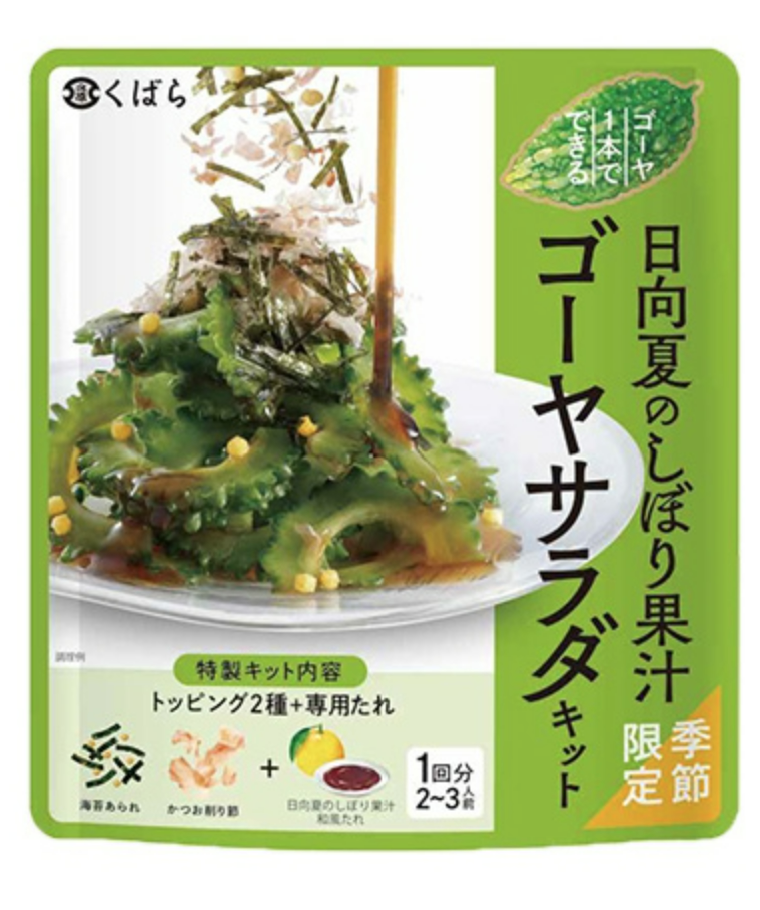 くばら
ゴーヤ
1本で
できる
日向夏のしぼり果汁
ゴーヤサラダキット
季節
限定
調理例
特製キット内容
トッピング2種+専用たれ
海苔あられ
かつお削り節
+
日向夏のしぼり果汁
和風たれ
1回分
2~3人前